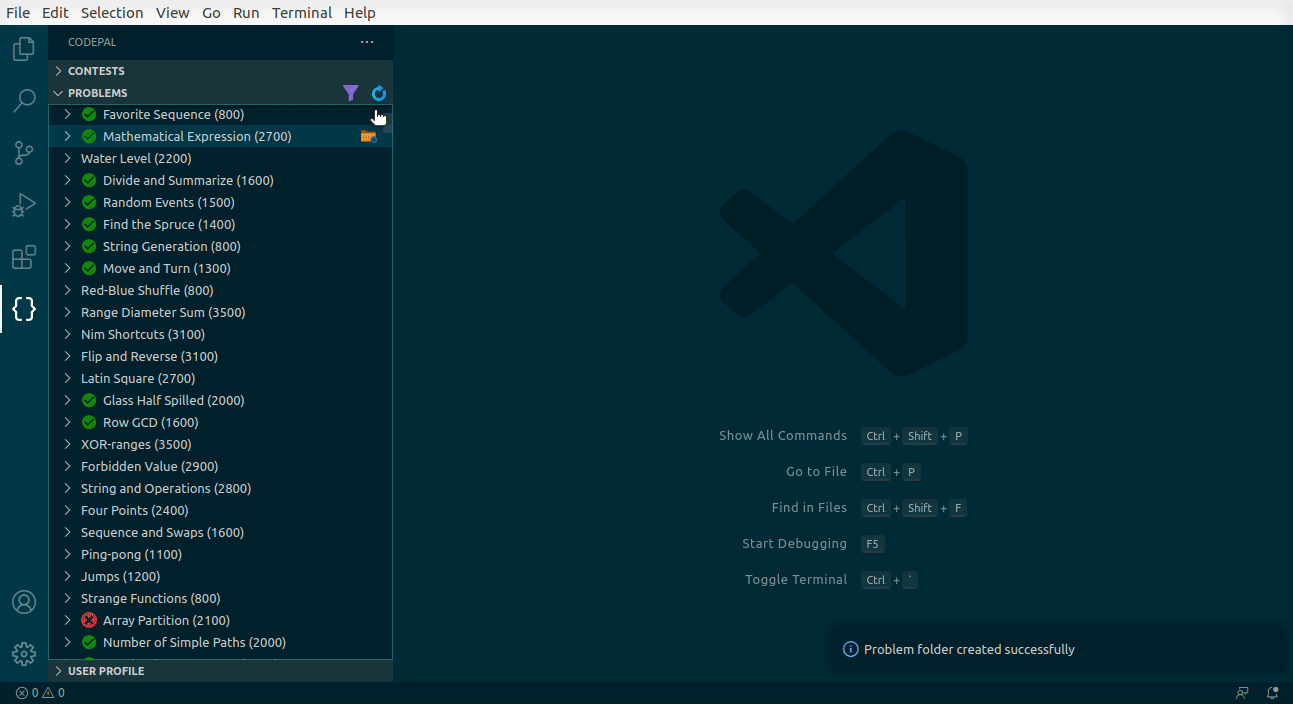 File Edit Selection View Go Run Terminal Help
CODEPAL
CONTESTS
PROBLEMS
Favorite Sequence (800)
Mathematical Expression (2700)
Water Level (2200)
Divide and Summarize (1600)
Random Events (1500)
Find the Spruce (1400)
String Generation (800)
Move and Turn (1300)
Red-Blue Shuffle (800)
Range Diameter Sum (3500)
Nim Shortcuts (3100)
Flip and Reverse (3100)
Latin Square (2700)
Glass Half Spilled (2000)
Row GCD (1600)
XOR-ranges (3500)
Forbidden Value (2900)
String and Operations (2800)
Four Points (2400)
Sequence and Swaps (1600)
Ping-pong (1100)
Jumps (1200)
Strange Functions (800)
Array Partition (2100)
Number of Simple Paths (2000)
USER PROFILE
Show All Commands Ctrl + Shift + P
Go to File Ctrl + P
Find in Files Ctrl + Shift + F
Start Debugging F5
Toggle Terminal Ctrl + `
Problem folder created successfully
0 0